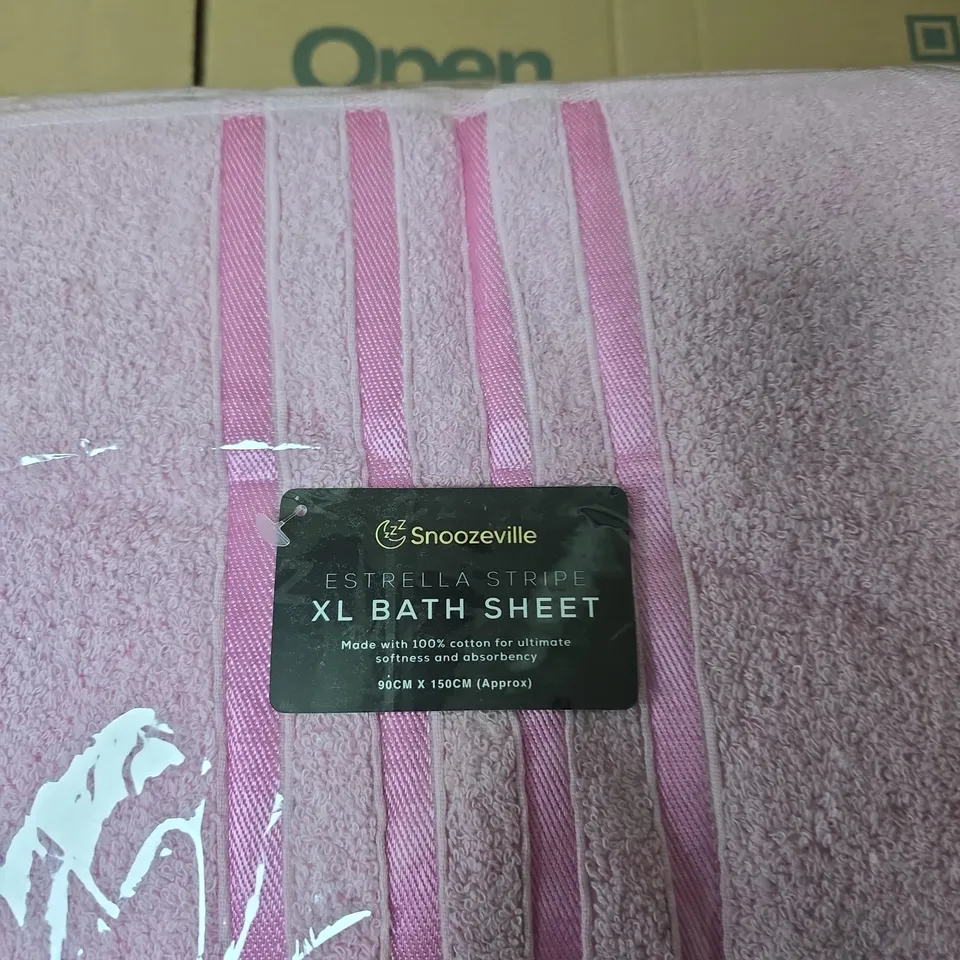 Open
zzZ Snoozeville
ESTRELLA STRIPE
XL BATH SHEET
Made with 100% cotton for ultimate
softness and absorbency
90CM X 150CM (Approx)